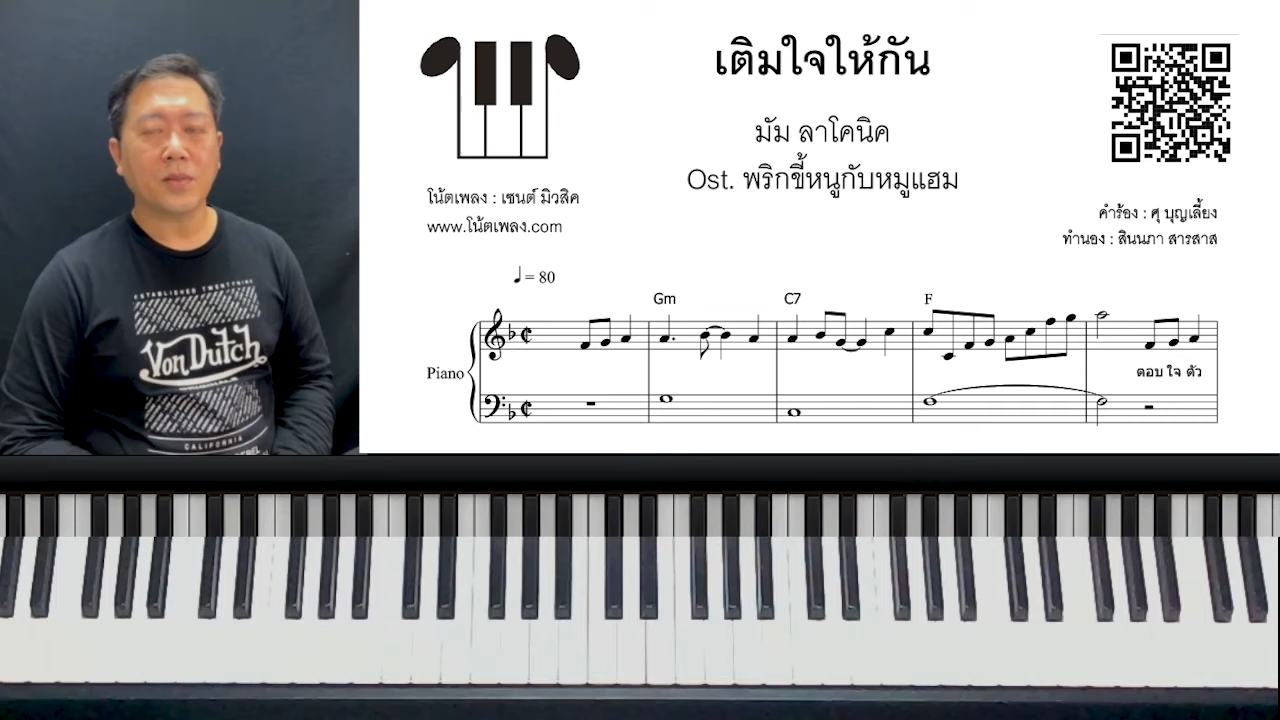 ESTABLISHED TWENTYNINE
Von Dutch
CALIFORNIA
เติมใจให้กัน
มัม ลาโคนิค
Ost. พริกขี้หนูกับหมูแฮม
โน้ตเพลง : เซนต์ มิวสิค
www.โน้ตเพลง.com
คำร้อง : ศุ บุญเลี้ยง
ทำนอง : สินนภา สารสาส
= 80
Gm C7 F
Piano
ตอบ ใจ ตัว